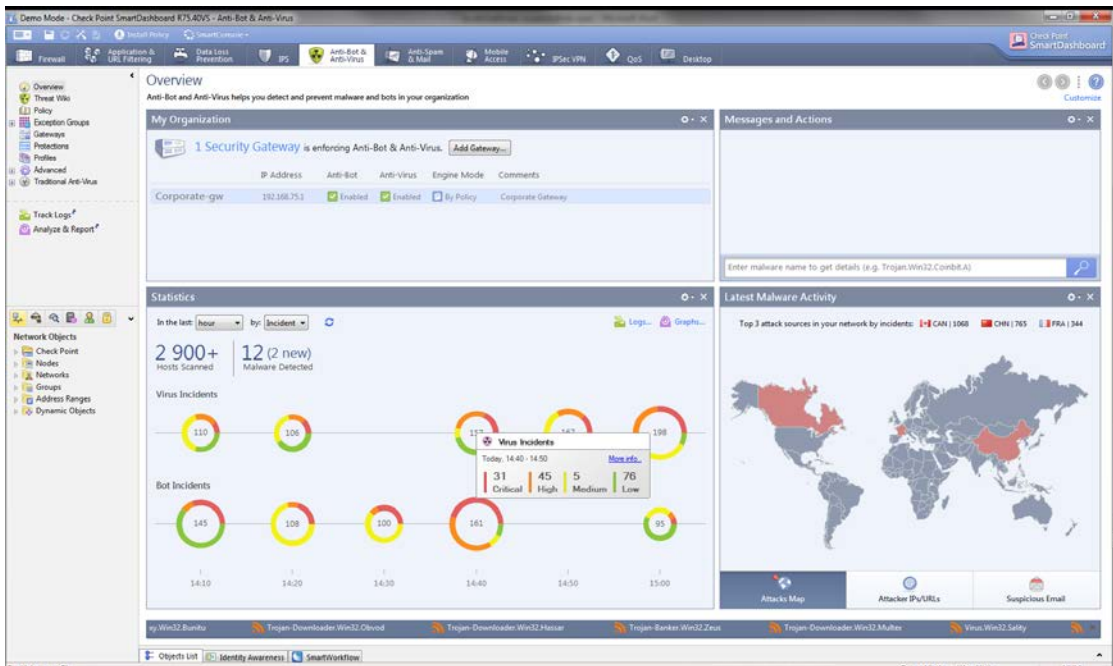 Demo Mode - Check Point SmartDashboard R75.40VS - Anti-Bot & Anti-Virus
Install Policy SmartConsole
Check Point
SmartDashboard
Firewall
Application &
URL Filtering
Data Loss
Prevention
IPS
Anti-Bot &
Anti-Virus
Anti-Spam
& Mail
Mobile
Access
IPSec VPN
QoS
Desktop
Overview
Threat Wiki
Policy
Exception Groups
Gateways
Protections
Profiles
Advanced
Traditional Anti-Virus
Track Logs
Analyze & Report
Network Objects
Check Point
Nodes
Networks
Groups
Address Ranges
Dynamic Objects
Overview
Anti-Bot and Anti-Virus helps you detect and prevent malware and bots in your organization
Customize
My Organization
1 Security Gateway is enforcing Anti-Bot & Anti-Virus. Add Gateway...
IP Address Anti-Bot Anti-Virus Engine Mode Comments
Corporate-gw 192.168.75.1 Enabled Enabled By Policy Corporate Gateway
Messages and Actions
Enter malware name to get details (e.g. Trojan.Win32.Combit.A)
Statistics
In the last: hour by: Incident Logs... Graphs...
2 900+ 12 (2 new)
Hosts Scanned Malware Detected
Virus Incidents
110 106 157 167 198
Virus Incidents
Today, 14:40 - 14:50 More info...
31 45 5 76
Critical High Medium Low
Bot Incidents
145 108 100 161 95
14:10 14:20 14:30 14:40 14:50 15:00
Latest Malware Activity
Top 3 attack sources in your network by incidents: CAN | 1068 CHN | 765 FRA | 344
Attacks Map Attacker IPs/URLs Suspicious Email
xy.Win32.Bunitu Trojan-Downloader.Win32.Obvod Trojan-Downloader.Win32.Hassar Trojan-Banker.Win32.Zeus Trojan-Downloader.Win32.Multex Virus.Win32.Sality
Objects List Identity Awareness SmartWorkflow